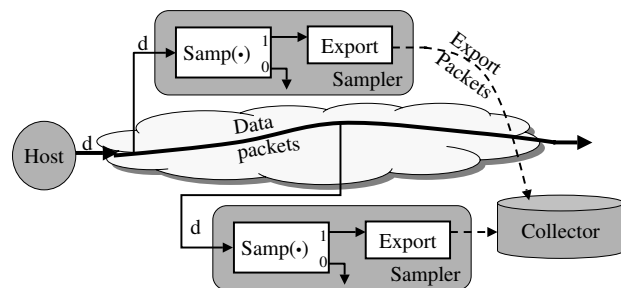 d
Samp(•)
1
0
Export
Sampler
Export
Packets
Host
d
Data
packets
d
Samp(•)
1
0
Export
Sampler
Collector